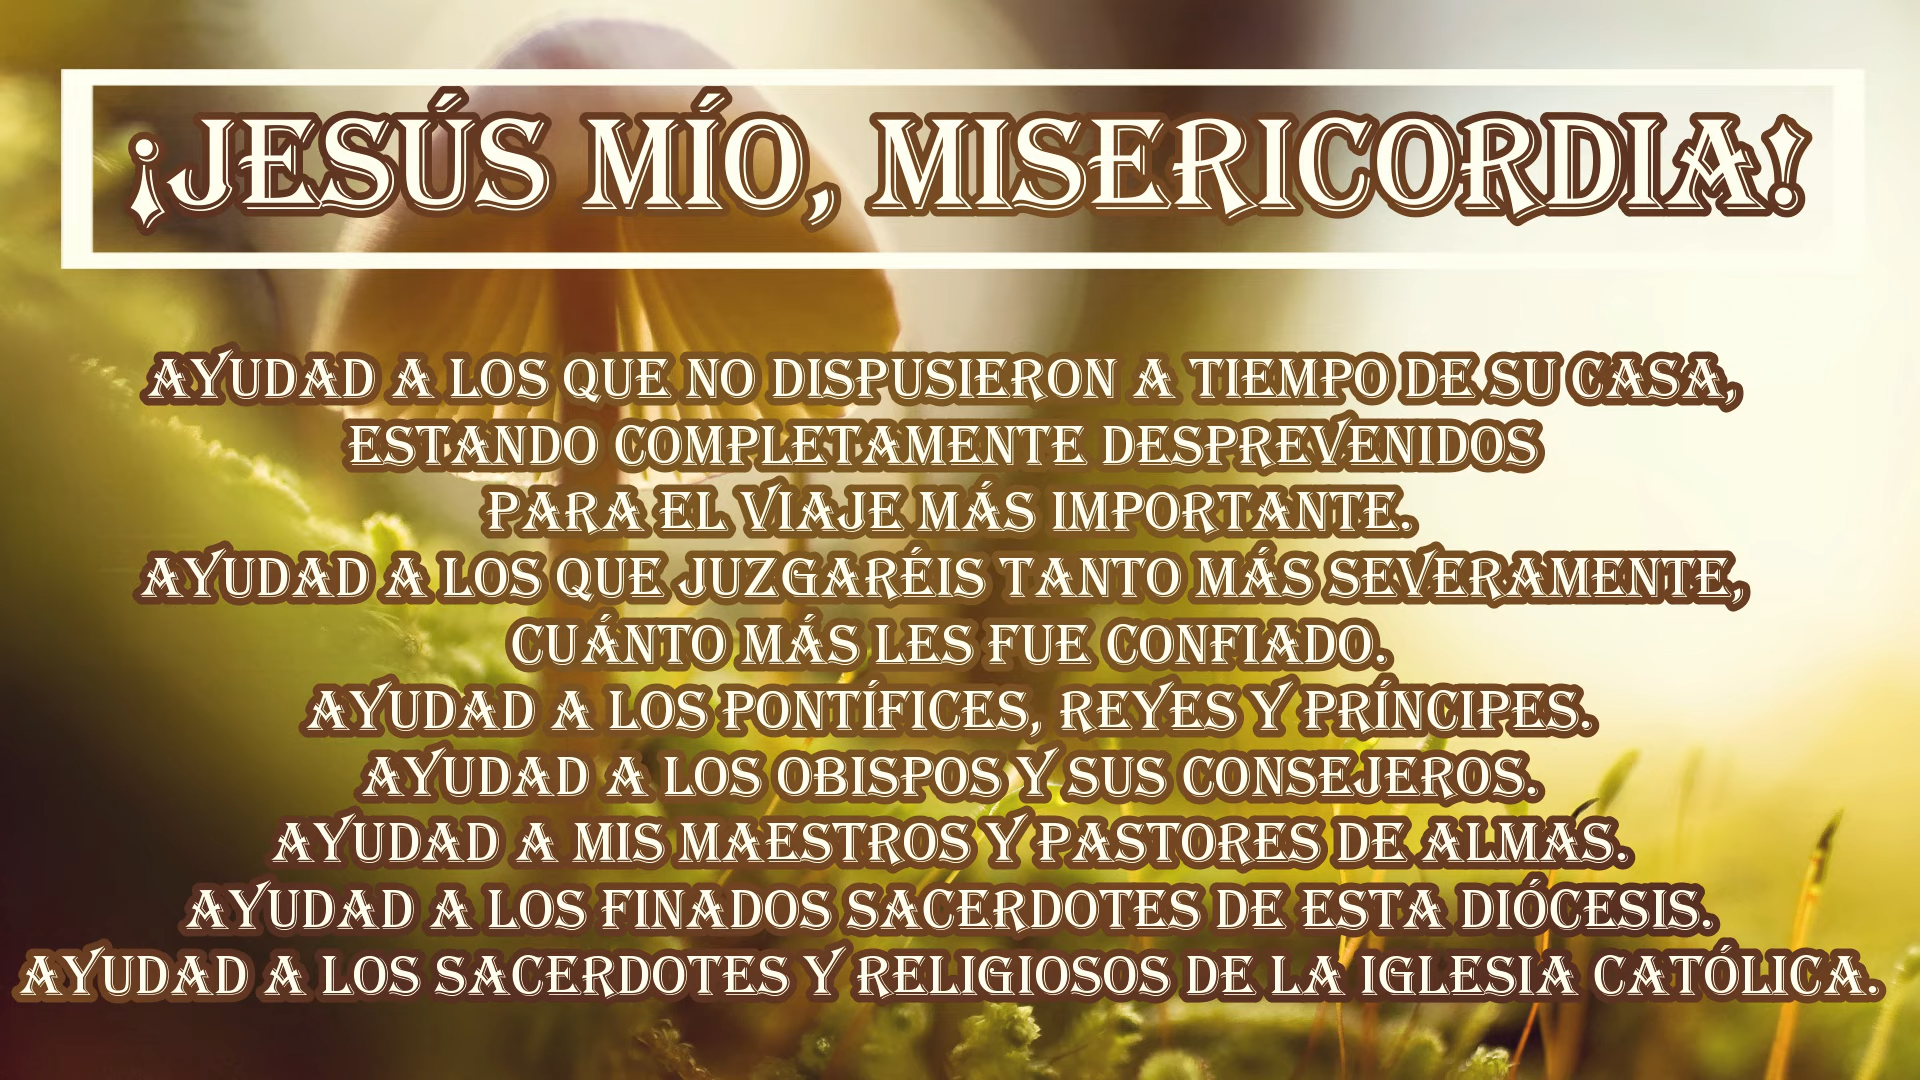 ¡JESÚS MÍO, MISERICORDIA!
AYUDAD A LOS QUE NO DISPUSIERON A TIEMPO DE SU CASA,
ESTANDO COMPLETAMENTE DESPREVENIDOS
PARA EL VIAJE MÁS IMPORTANTE.
AYUDAD A LOS QUE JUZGARÉIS TANTO MÁS SEVERAMENTE,
CUÁNTO MÁS LES FUE CONFIADO.
AYUDAD A LOS PONTÍFICES, REYES Y PRÍNCIPES.
AYUDAD A LOS OBISPOS Y SUS CONSEJEROS.
AYUDAD A MIS MAESTROS Y PASTORES DE ALMAS.
AYUDAD A LOS FINADOS SACERDOTES DE ESTA DIÓCESIS.
AYUDAD A LOS SACERDOTES Y RELIGIOSOS DE LA IGLESIA CATÓLICA.